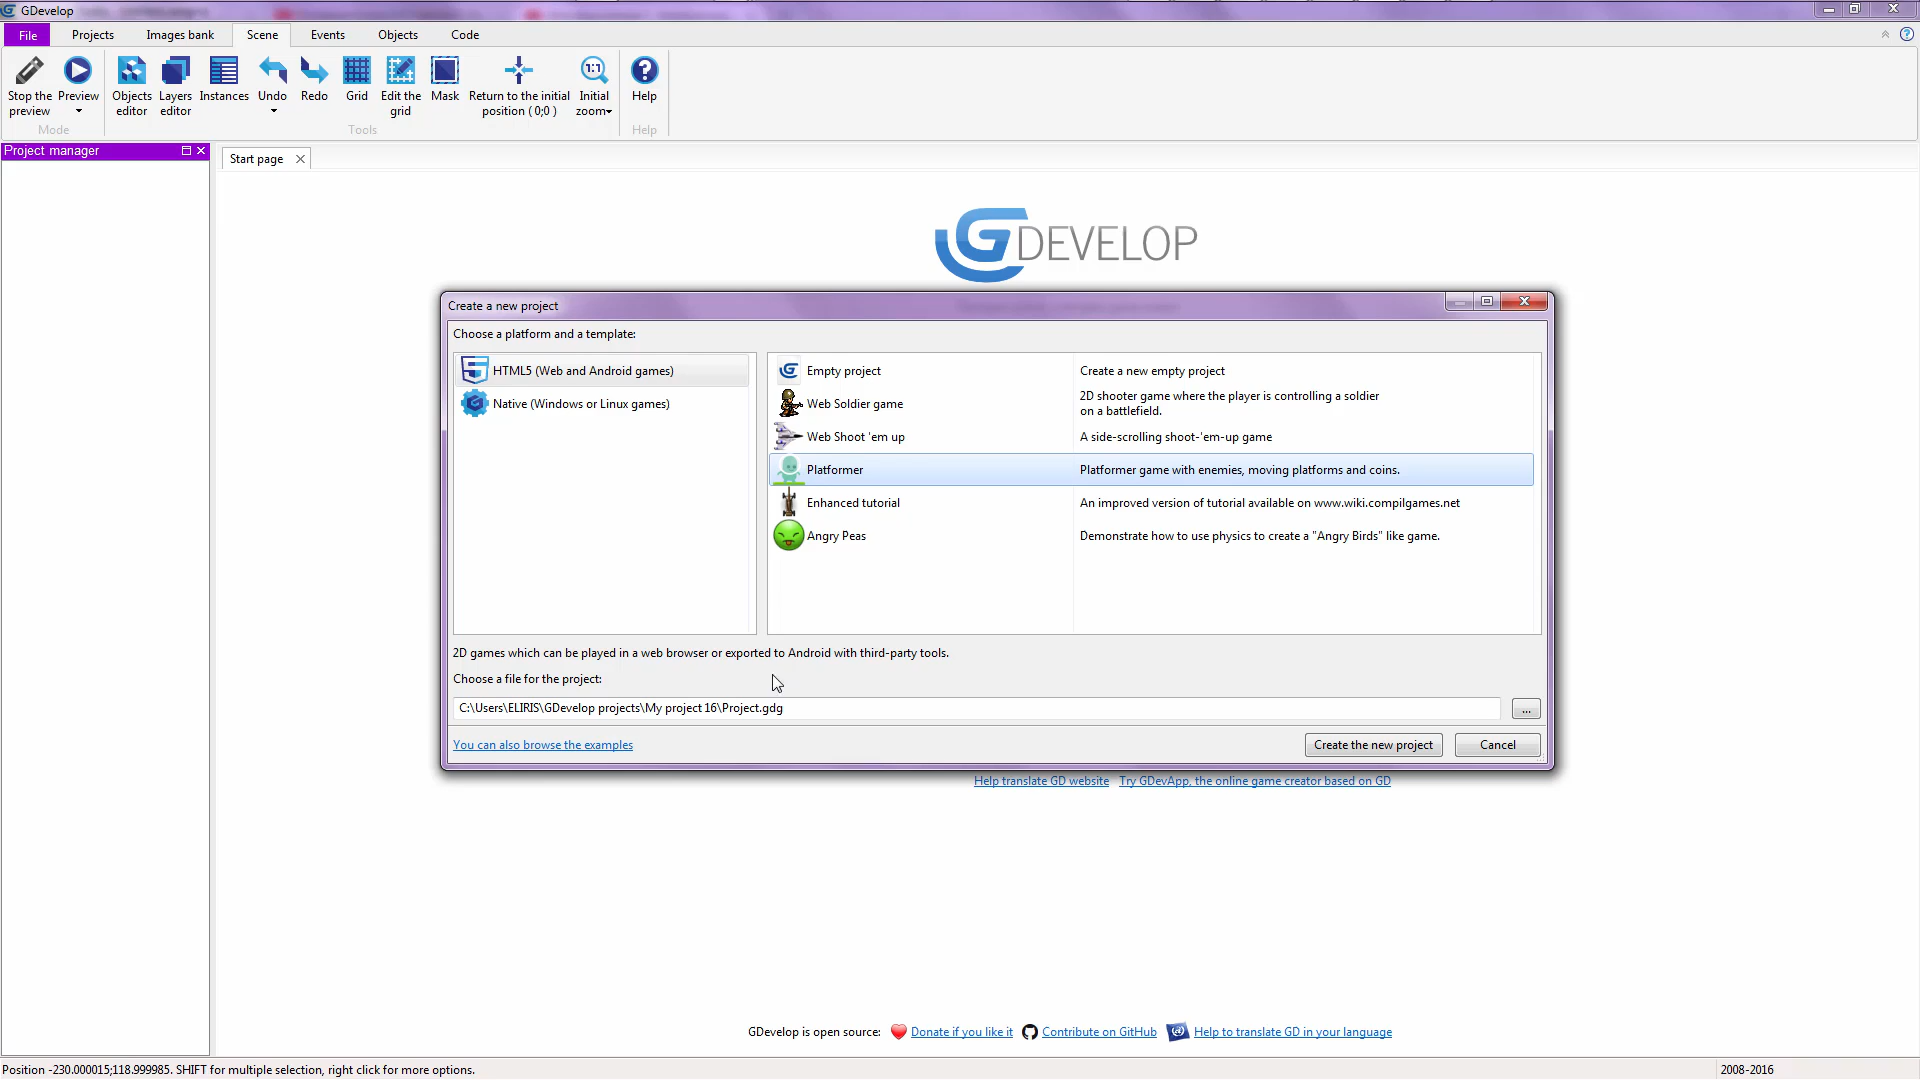 GDevelop
File Projects Images bank Scene Events Objects Code
Stop the preview Preview Objects editor Layers editor Instances Undo Redo Grid Edit the grid Mask Return to the initial position ( 0;0 ) Initial zoom Help
Mode Tools Help
Project manager
Start page
GDEVELOP
Create a new project
Choose a platform and a template:
HTML5 (Web and Android games)
Native (Windows or Linux games)
Empty project Create a new empty project
Web Soldier game 2D shooter game where the player is controlling a soldier
on a battlefield.
Web Shoot 'em up A side-scrolling shoot-'em-up game
Platformer Platformer game with enemies, moving platforms and coins.
Enhanced tutorial An improved version of tutorial available on www.wiki.compilgames.net
Angry Peas Demonstrate how to use physics to create a "Angry Birds" like game.
2D games which can be played in a web browser or exported to Android with third-party tools.
Choose a file for the project:
C:\Users\ELIRIS\GDevelop projects\My project 16\Project.gdg
...
You can also browse the examples Create the new project Cancel
Help translate GD website Try GDevApp, the online game creator based on GD
GDevelop is open source: Donate if you like it Contribute on GitHub Help to translate GD in your language
Position -230.000015;118.999985. SHIFT for multiple selection, right click for more options. 2008-2016